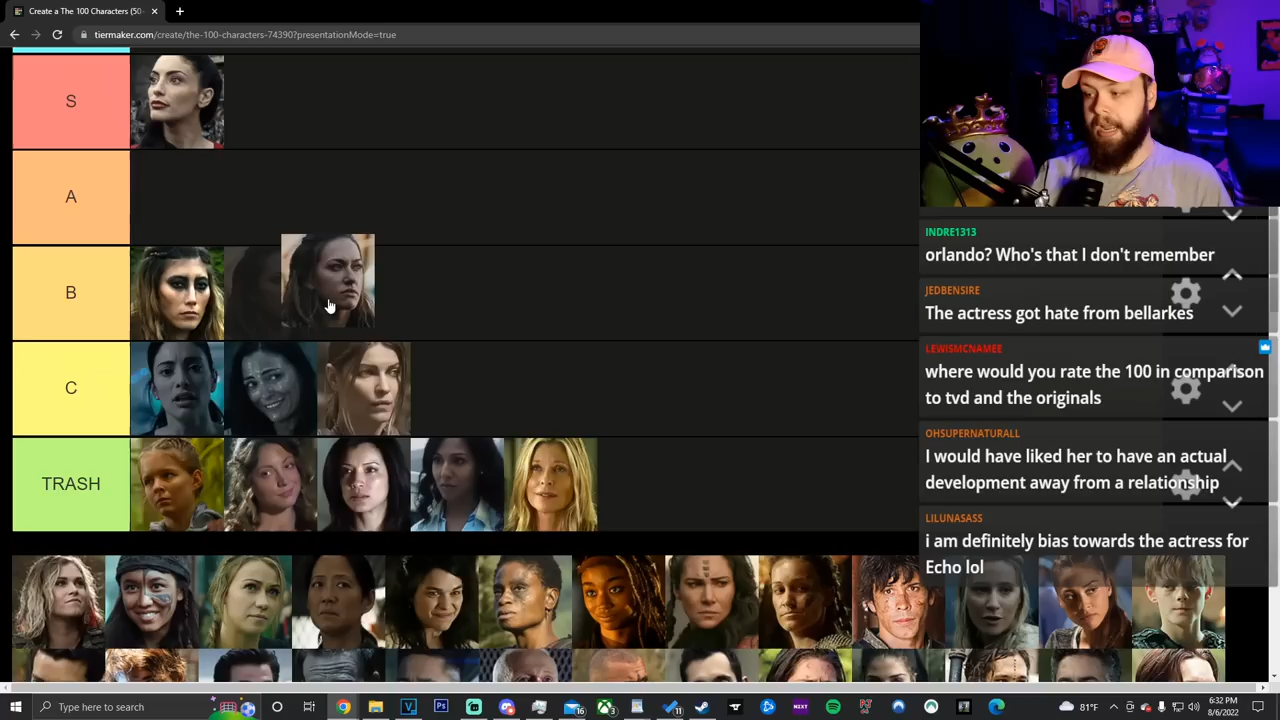 Create a The 100 Characters (50+
tiermaker.com/create/the-100-characters-74390?presentationMode=true
S
A
B
C
TRASH
INDRE1313
orlando? Who's that I don't remember
JEDBENSIRE
The actress got hate from bellarkes
LEWISMCNAMEE
where would you rate the 100 in comparison
to tvd and the originals
OHSUPERNATURALL
I would have liked her to have an actual
development away from a relationship
LILUNASASS
i am definitely bias towards the actress for
Echo lol
Type here to search
16
3
11
NXXT
81°F
6:32 PM
8/6/2022